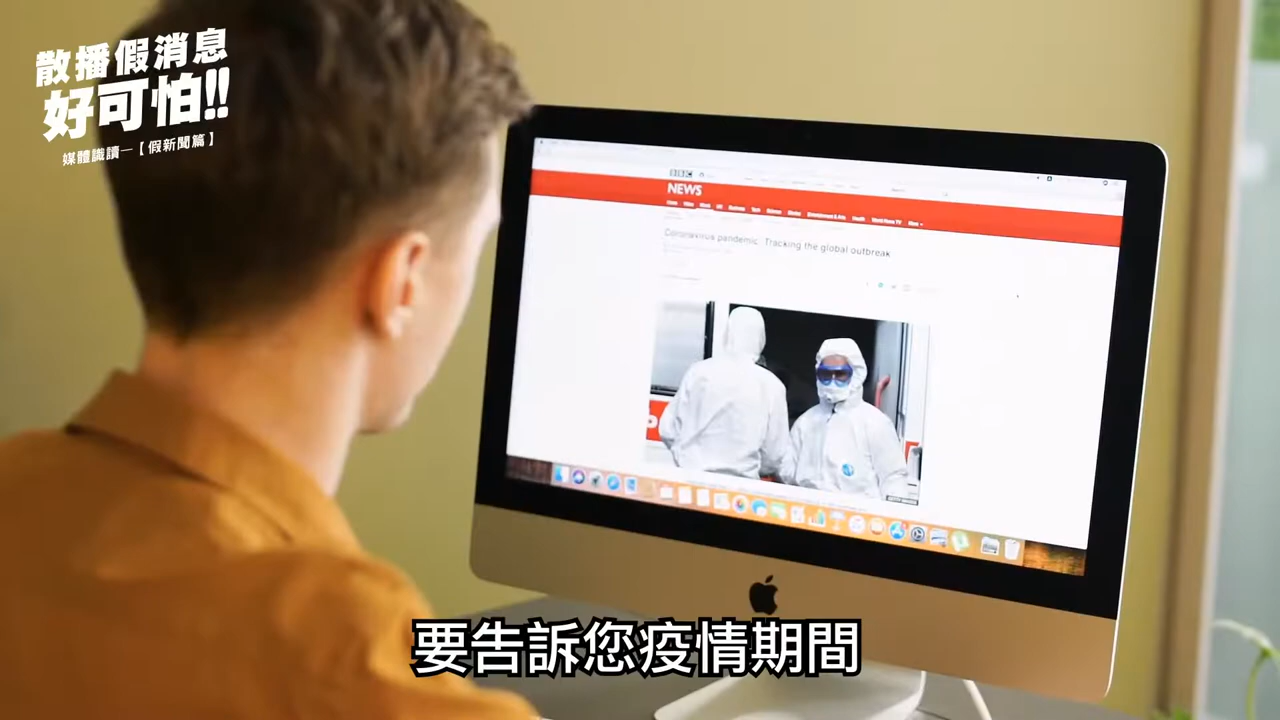 散播假消息
好可怕!!
媒體識讀—【假新聞篇】
BBC
NEWS
Coronavirus pandemic: Tracking the global outbreak
要告訴您疫情期間